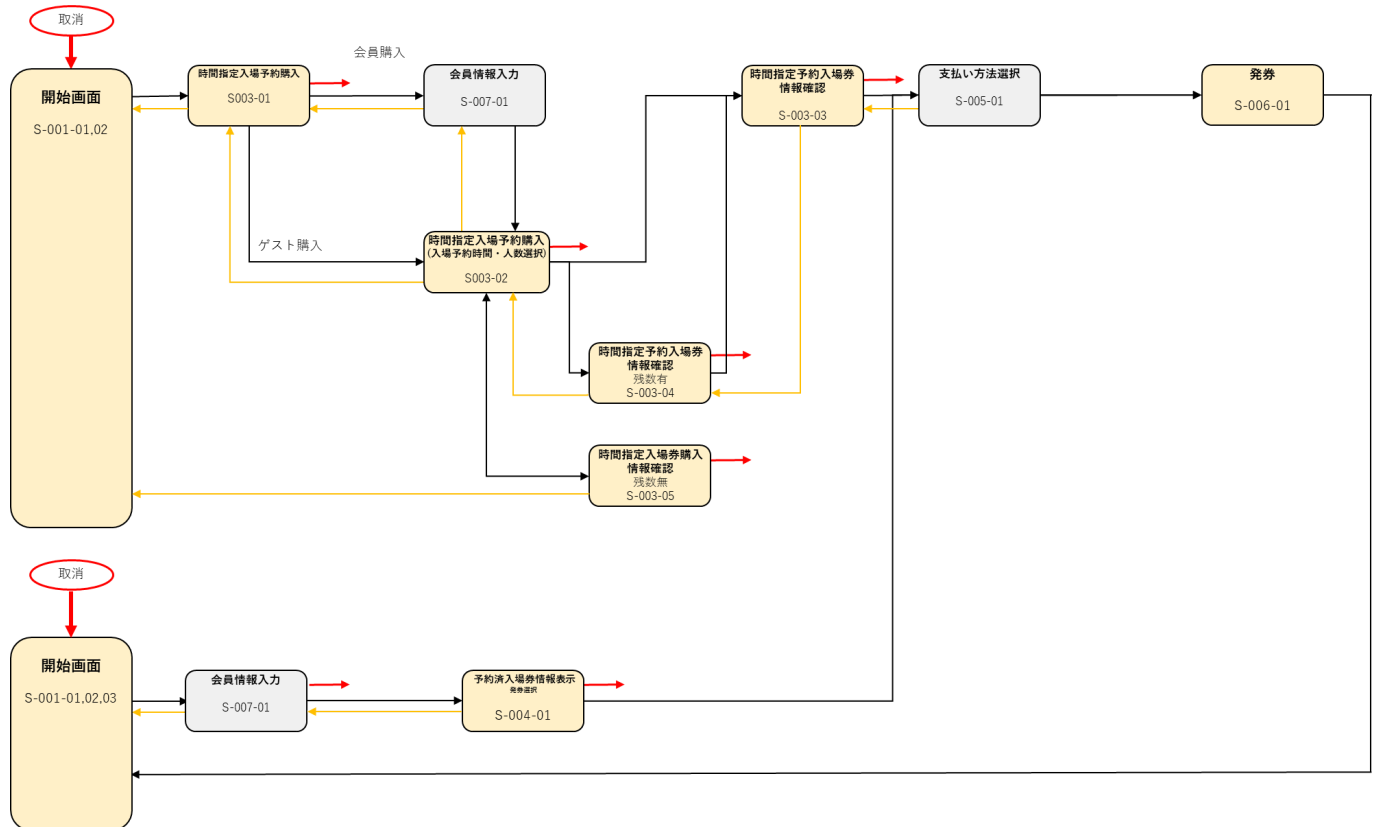 取消
会員購入
開始画面
S-001-01,02
時間指定入場予約購入
S003-01
会員情報入力
S-007-01
時間指定予約入場券
情報確認
S-003-03
支払い方法選択
S-005-01
発券
S-006-01
ゲスト購入
時間指定入場予約購入
(入場予約時間・人数選択)
S003-02
時間指定予約入場券
情報確認
残数有
S-003-04
時間指定入場券購入
情報確認
残数無
S-003-05
取消
開始画面
S-001-01,02,03
会員情報入力
S-007-01
予約済入場券情報表示
発券選択
S-004-01